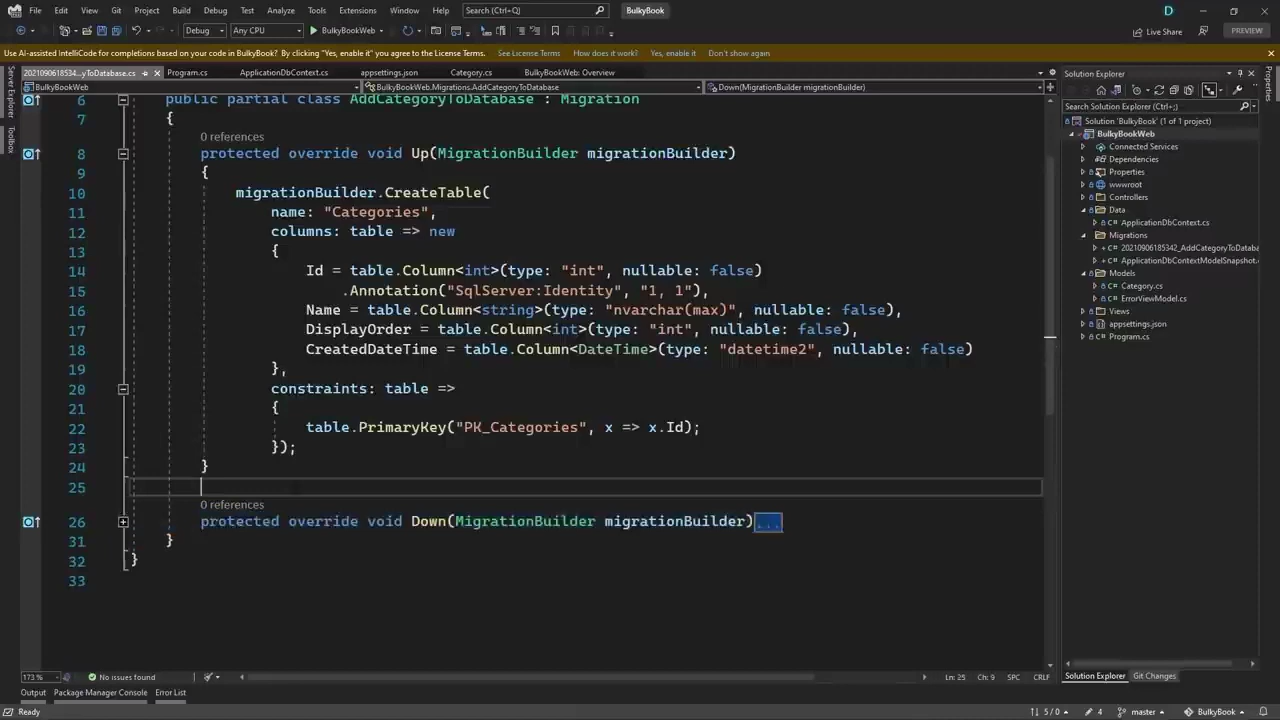 File Edit View Git Project Build Debug Test Analyze Tools Extensions Window Help Search (Ctrl+Q) BulkyBook D
Debug Any CPU BulkyBookWeb Live Share PREVIEW
Use AI-assisted IntelliCode for completions based on your code in BulkyBook? By clicking "Yes, enable it" you agree to the License Terms. See License Terms How does it work? Yes, enable it Don't show again
2021090618534...yToDatabase.cs Program.cs ApplicationDbContext.cs appsettings.json Category.cs BulkyBookWeb: Overview
BulkyBookWeb BulkyBookWeb.Migrations.AddCategoryToDatabase Down(MigrationBuilder migrationBuilder)
Server Explorer
Toolbox
6 public partial class AddCategoryToDatabase : Migration
7 {
0 references
8 protected override void Up(MigrationBuilder migrationBuilder)
9 {
10 migrationBuilder.CreateTable(
11 name: "Categories",
12 columns: table => new
13 {
14 Id = table.Column<int>(type: "int", nullable: false)
15 .Annotation("SqlServer:Identity", "1, 1"),
16 Name = table.Column<string>(type: "nvarchar(max)", nullable: false),
17 DisplayOrder = table.Column<int>(type: "int", nullable: false),
18 CreatedDateTime = table.Column<DateTime>(type: "datetime2", nullable: false)
19 },
20 constraints: table =>
21 {
22 table.PrimaryKey("PK_Categories", x => x.Id);
23 });
24 }
25
0 references
26 protected override void Down(MigrationBuilder migrationBuilder)...
31 }
32 }
33
Solution Explorer
Search Solution Explorer (Ctrl+;)
Solution 'BulkyBook' (1 of 1 project)
BulkyBookWeb
Connected Services
Dependencies
Properties
wwwroot
Controllers
Data
ApplicationDbContext.cs
Migrations
20210906185342_AddCategoryToDataba
ApplicationDbContextModelSnapshot.
Models
Category.cs
ErrorViewModel.cs
Views
appsettings.json
Program.cs
Properties
173 % No issues found Ln: 25 Ch: 9 SPC CRLF
Solution Explorer Git Changes
Output Package Manager Console Error List
Ready 5 / 0 4 master BulkyBook